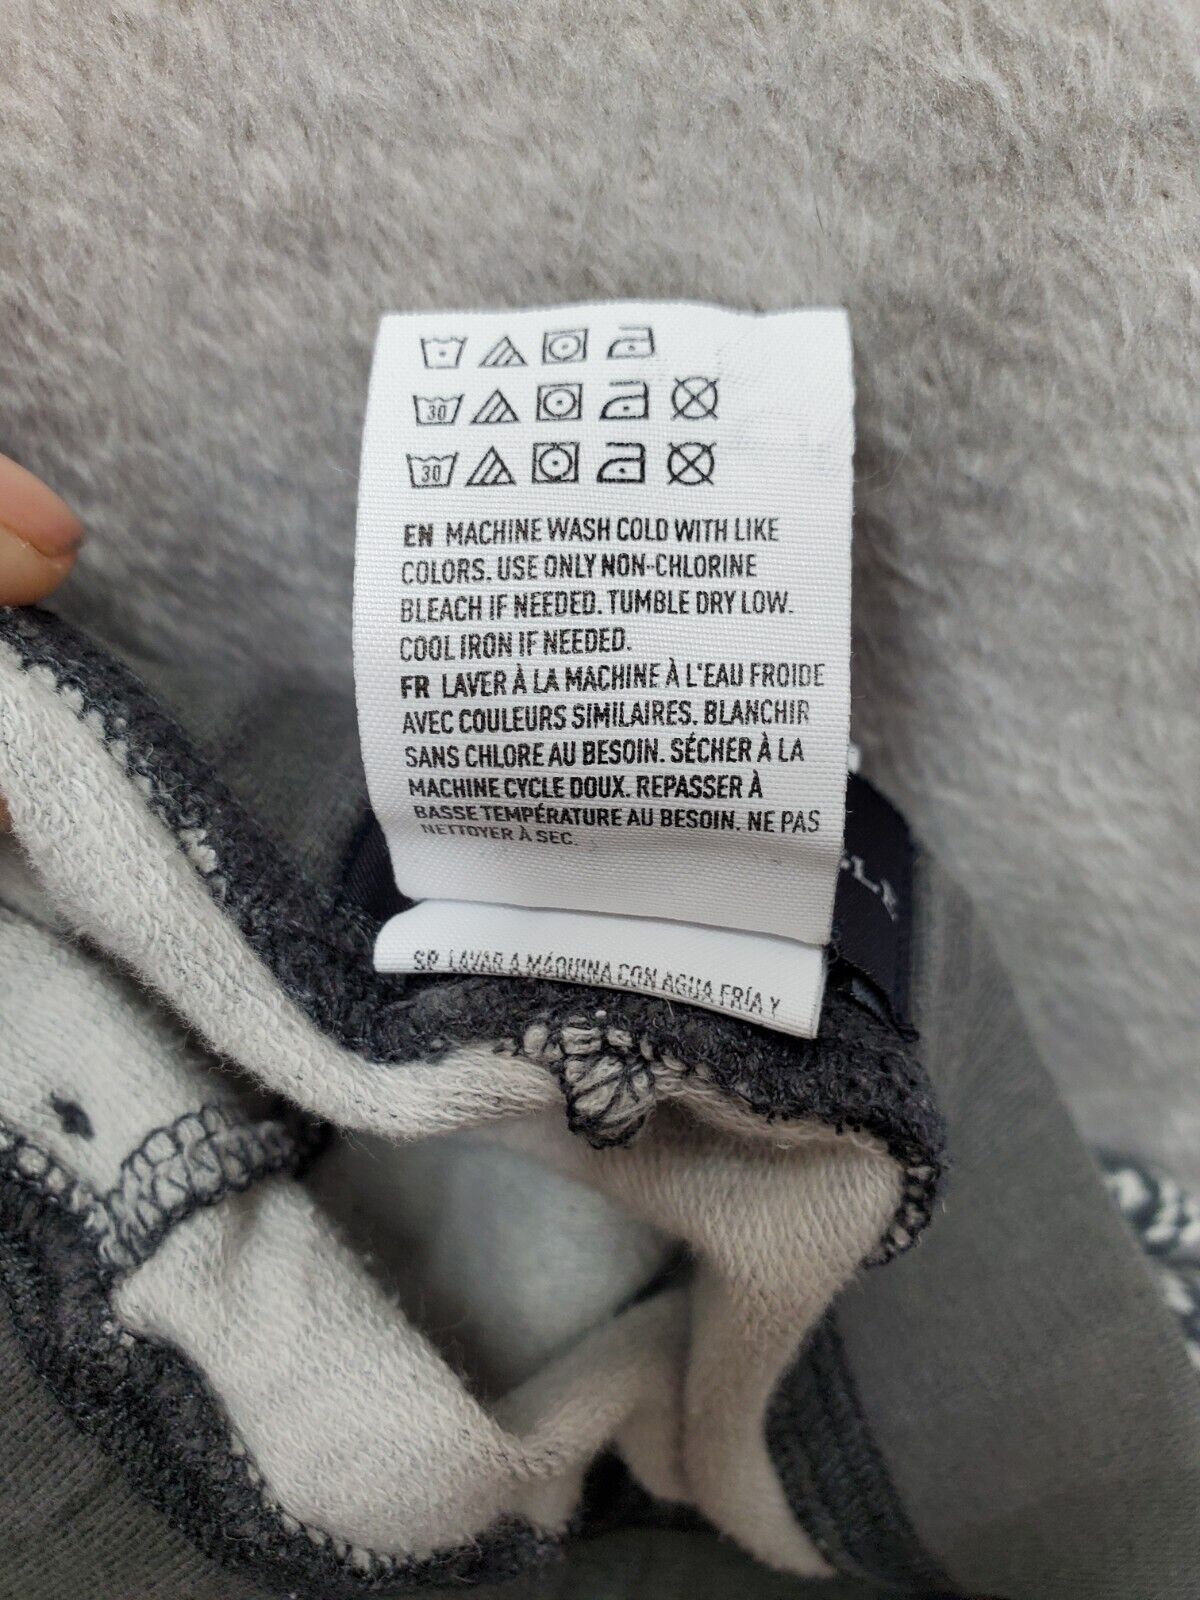 30
30
EN MACHINE WASH COLD WITH LIKE
COLORS. USE ONLY NON-CHLORINE
BLEACH IF NEEDED. TUMBLE DRY LOW.
COOL IRON IF NEEDED.
FR LAVER À LA MACHINE À L'EAU FROIDE
AVEC COULEURS SIMILAIRES. BLANCHIR
SANS CHLORE AU BESOIN. SÉCHER À LA
MACHINE CYCLE DOUX. REPASSER À
BASSE TEMPÉRATURE AU BESOIN. NE PAS
NETTOYER À SEC.
SP LAVAR A MÁQUINA CON AGUA FRÍA Y